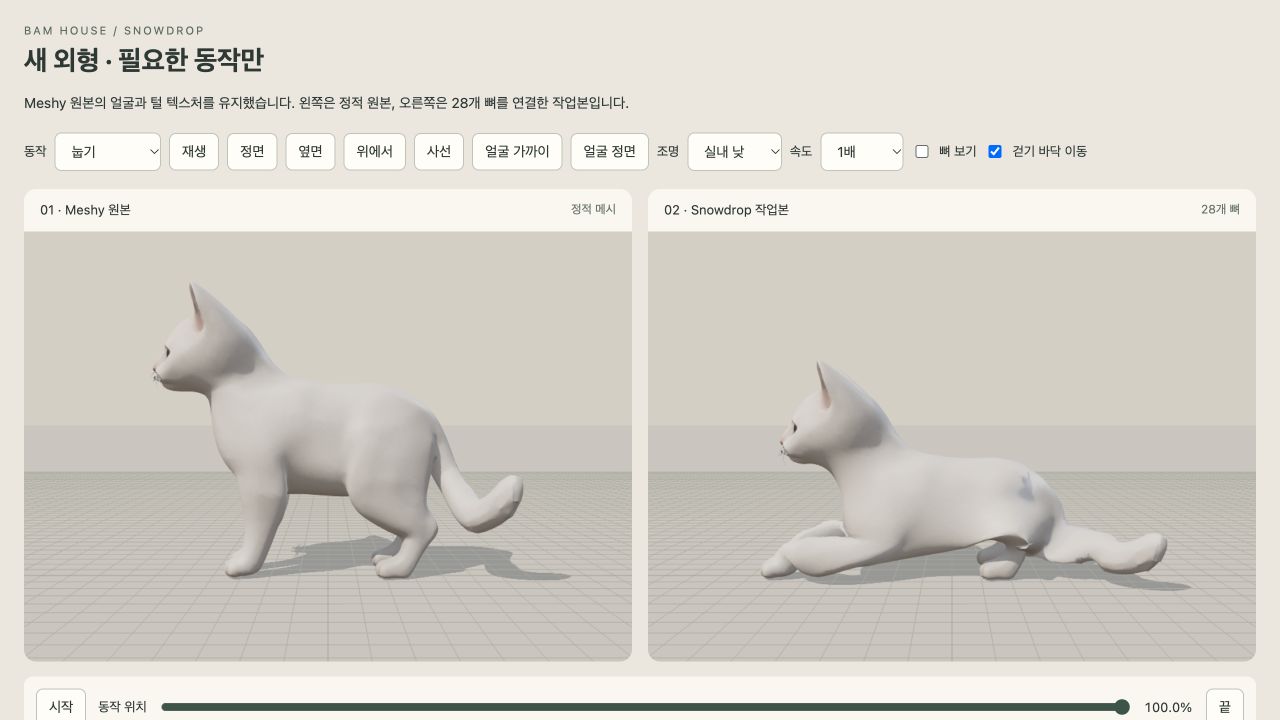 BAM HOUSE / SNOWDROP
새 외형 · 필요한 동작만
Meshy 원본의 얼굴과 털 텍스처를 유지했습니다. 왼쪽은 정적 원본, 오른쪽은 28개 뼈를 연결한 작업본입니다.
동작 눕기 재생 정면 옆면 위에서 사선 얼굴 가까이 얼굴 정면 조명 실내 낮 속도 1배 뼈 보기 걷기 바닥 이동
01 · Meshy 원본 정적 메시
02 · Snowdrop 작업본 28개 뼈
시작 동작 위치 100.0% 끝